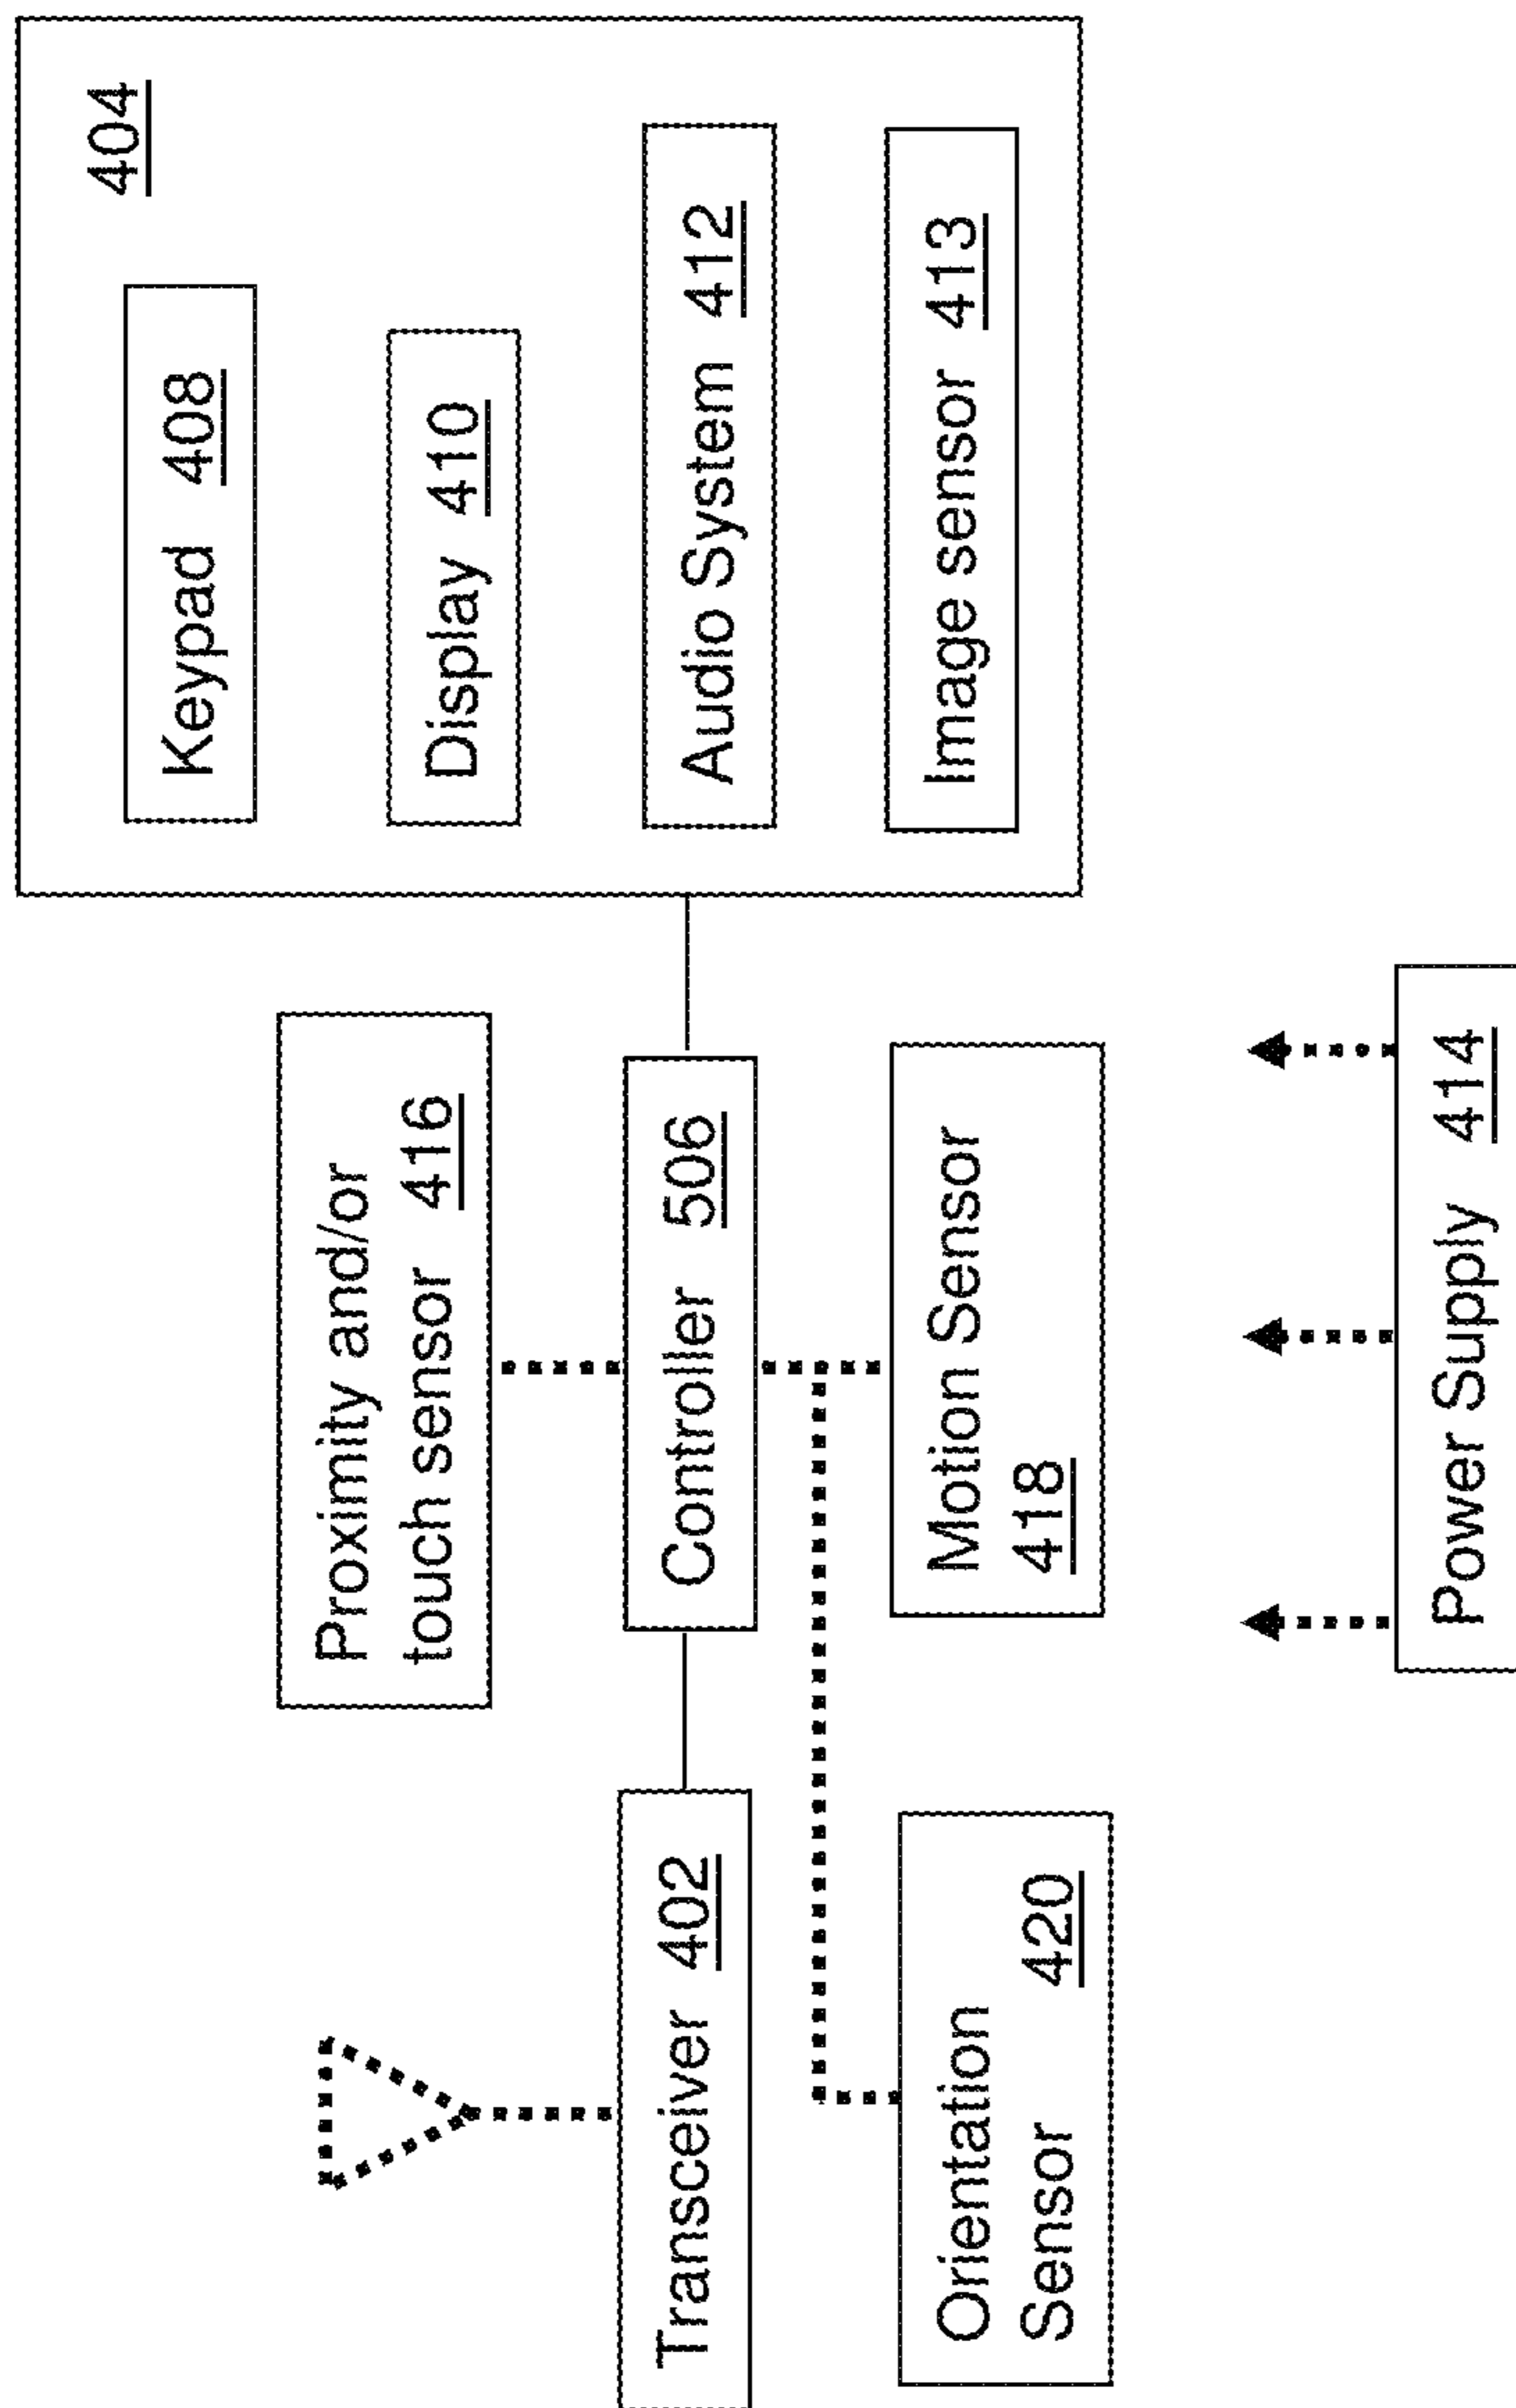 404
Keypad 408
Display 410
Audio System 412
Image sensor 413
Proximity and/or
touch sensor 416
Controller 506
Motion Sensor
418
Transceiver 402
Orientation
Sensor 420
Power Supply 414